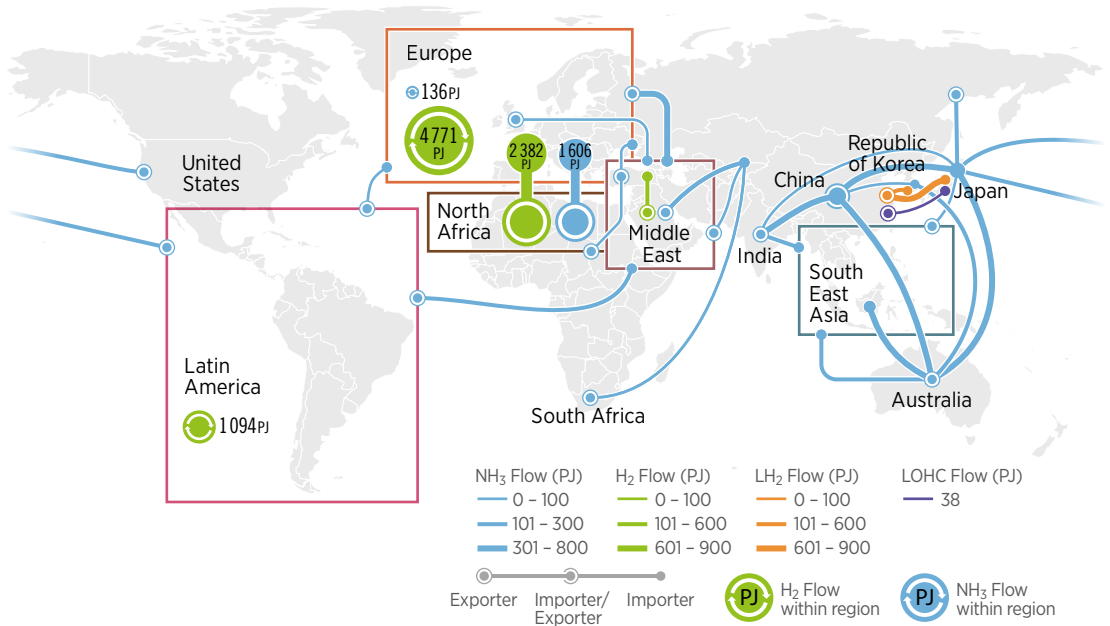 Europe
136 PJ
4 771
PJ
2 382
PJ
1 606
PJ
United
States
North
Africa
Middle
East
Republic
of Korea
China
Japan
India
South
East
Asia
Latin
America
1 094 PJ
South Africa
Australia
NH₃ Flow (PJ)
0 – 100
101 – 300
301 – 800
H₂ Flow (PJ)
0 – 100
101 – 600
601 – 900
LH₂ Flow (PJ)
0 – 100
101 – 600
601 – 900
LOHC Flow (PJ)
38
Exporter
Importer/
Exporter
Importer
PJ
H₂ Flow
within region
PJ
NH₃ Flow
within region